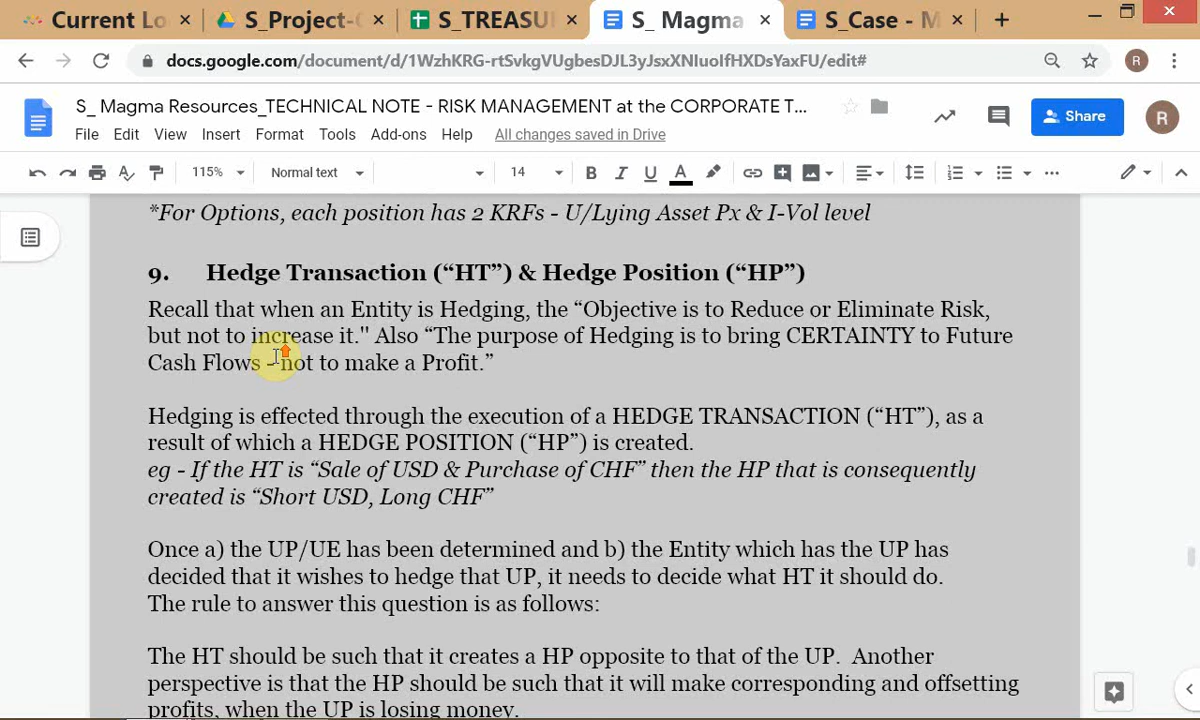 Current Lo
S_Project-
S_TREASU
S_ Magma
S_Case - M
docs.google.com/document/d/1WzhKRG-rtSvkgVUgbesDJL3yJsxXNIuolfHXDsYaxFU/edit#
R
S_ Magma Resources_TECHNICAL NOTE - RISK MANAGEMENT at the CORPORATE T...
File Edit View Insert Format Tools Add-ons Help All changes saved in Drive
Share
R
115% Normal text 14 B I U A
*For Options, each position has 2 KRFs - U/Lying Asset Px & I-Vol level
9. Hedge Transaction (“HT”) & Hedge Position (“HP”)
Recall that when an Entity is Hedging, the “Objective is to Reduce or Eliminate Risk,
but not to increase it.'' Also “The purpose of Hedging is to bring CERTAINTY to Future
Cash Flows - not to make a Profit.”
Hedging is effected through the execution of a HEDGE TRANSACTION (“HT”), as a
result of which a HEDGE POSITION (“HP”) is created.
eg - If the HT is “Sale of USD & Purchase of CHF” then the HP that is consequently
created is “Short USD, Long CHF”
Once a) the UP/UE has been determined and b) the Entity which has the UP has
decided that it wishes to hedge that UP, it needs to decide what HT it should do.
The rule to answer this question is as follows:
The HT should be such that it creates a HP opposite to that of the UP. Another
perspective is that the HP should be such that it will make corresponding and offsetting
profits, when the UP is losing money.